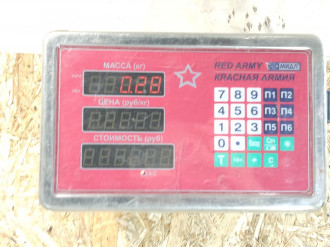 МАССА (кг)
0.28
RED ARMY МИДЛ
КРАСНАЯ АРМИЯ
ЦЕНА (руб/кг)
СТОИМОСТЬ (руб)
7 8 9 П1 П2
4 5 6 П3 П4
1 2 3 П5 П6
0 •
T C